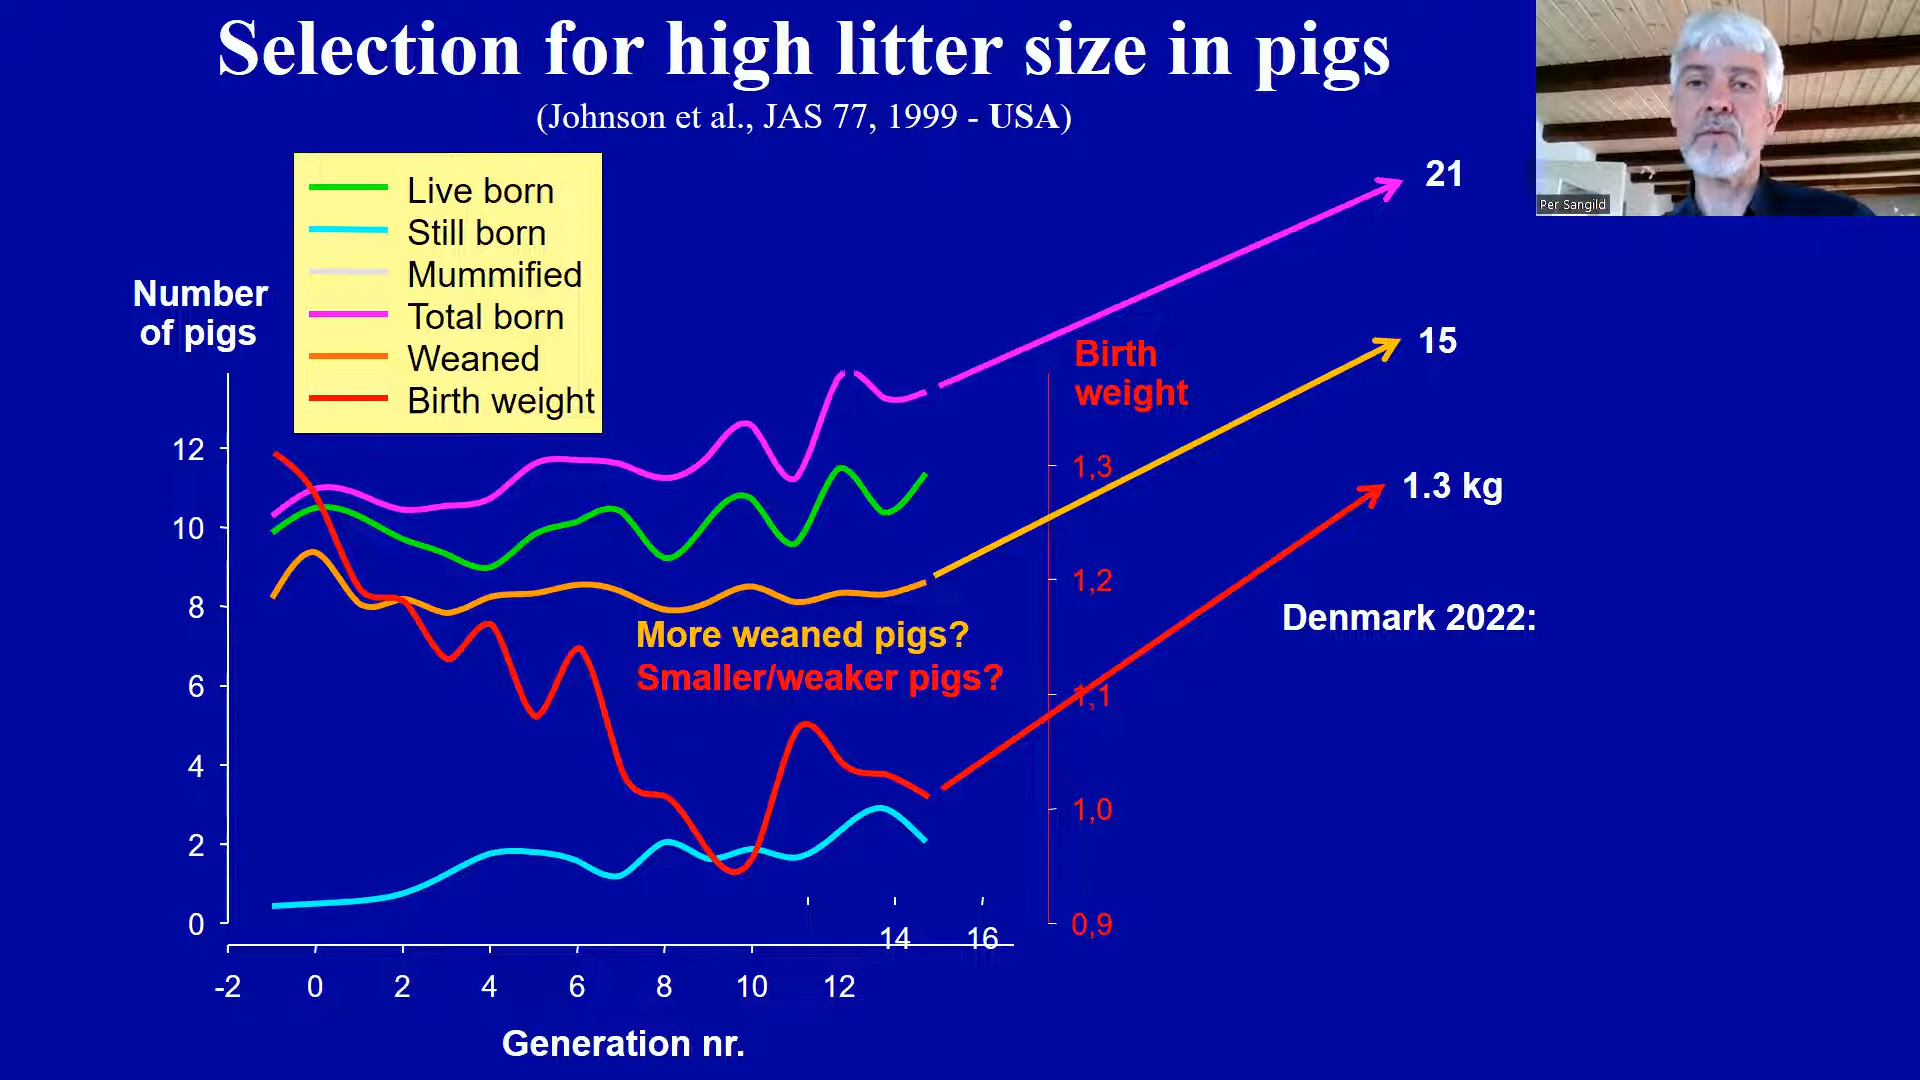 Selection for high litter size in pigs
(Johnson et al., JAS 77, 1999 - USA)
Per Sangild
Live born
Still born
Mummified
Total born
Weaned
Birth weight
Number
of pigs
21
15
1.3 kg
Birth
weight
Denmark 2022:
More weaned pigs?
Smaller/weaker pigs?
12
10
8
6
4
2
0
1,3
1,2
1,1
1,0
0,9
14 16
-2 0 2 4 6 8 10 12
Generation nr.